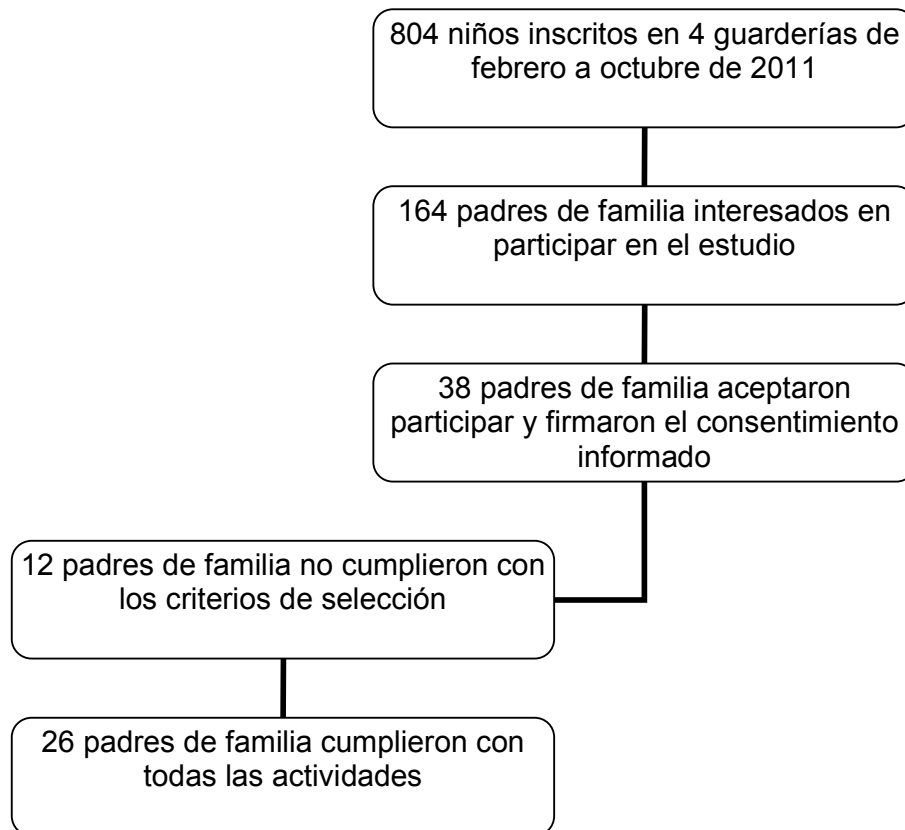 804 niños inscritos en 4 guarderías de
febrero a octubre de 2011
164 padres de familia interesados en
participar en el estudio
38 padres de familia aceptaron
participar y firmaron el consentimiento
informado
12 padres de familia no cumplieron con
los criterios de selección
26 padres de familia cumplieron con
todas las actividades